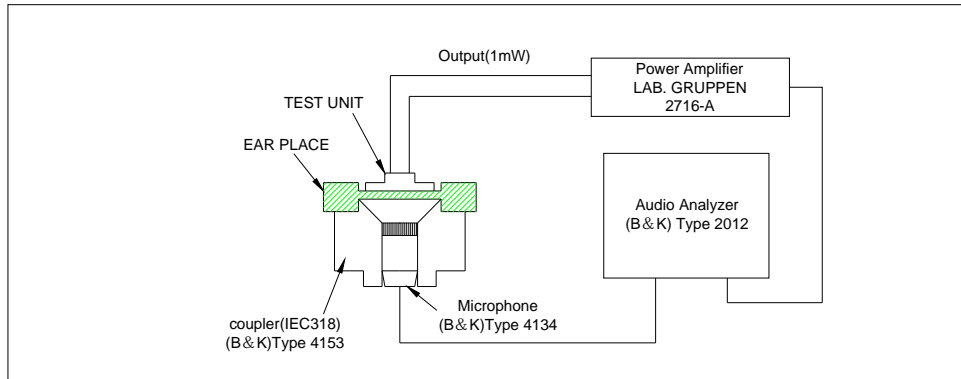 Output(1mW)
Power Amplifier
LAB. GRUPPEN
2716-A
TEST UNIT
EAR PLACE
Audio Analyzer
(B&K) Type 2012
Microphone
(B&K)Type 4134
coupler(IEC318)
(B&K)Type 4153